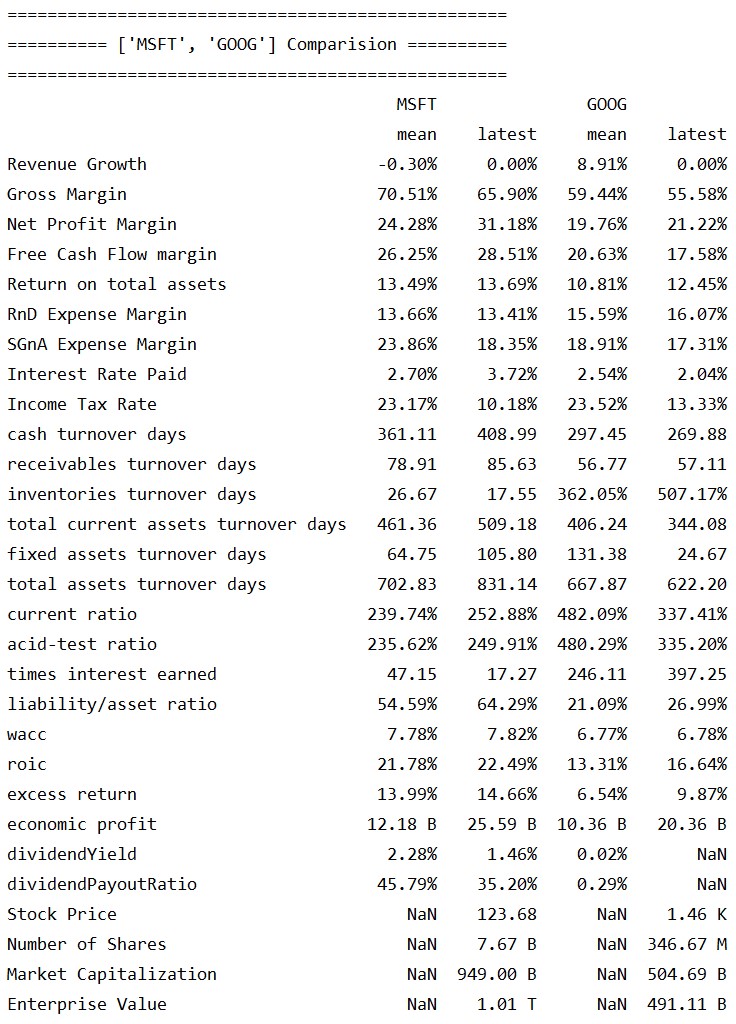 ==================================================
========== ['MSFT', 'GOOG'] Comparision ==========
==================================================
MSFT GOOG
mean latest mean latest
Revenue Growth -0.30% 0.00% 8.91% 0.00%
Gross Margin 70.51% 65.90% 59.44% 55.58%
Net Profit Margin 24.28% 31.18% 19.76% 21.22%
Free Cash Flow margin 26.25% 28.51% 20.63% 17.58%
Return on total assets 13.49% 13.69% 10.81% 12.45%
RnD Expense Margin 13.66% 13.41% 15.59% 16.07%
SGnA Expense Margin 23.86% 18.35% 18.91% 17.31%
Interest Rate Paid 2.70% 3.72% 2.54% 2.04%
Income Tax Rate 23.17% 10.18% 23.52% 13.33%
cash turnover days 361.11 408.99 297.45 269.88
receivables turnover days 78.91 85.63 56.77 57.11
inventories turnover days 26.67 17.55 362.05% 507.17%
total current assets turnover days 461.36 509.18 406.24 344.08
fixed assets turnover days 64.75 105.80 131.38 24.67
total assets turnover days 702.83 831.14 667.87 622.20
current ratio 239.74% 252.88% 482.09% 337.41%
acid-test ratio 235.62% 249.91% 480.29% 335.20%
times interest earned 47.15 17.27 246.11 397.25
liability/asset ratio 54.59% 64.29% 21.09% 26.99%
wacc 7.78% 7.82% 6.77% 6.78%
roic 21.78% 22.49% 13.31% 16.64%
excess return 13.99% 14.66% 6.54% 9.87%
economic profit 12.18 B 25.59 B 10.36 B 20.36 B
dividendYield 2.28% 1.46% 0.02% NaN
dividendPayoutRatio 45.79% 35.20% 0.29% NaN
Stock Price NaN 123.68 NaN 1.46 K
Number of Shares NaN 7.67 B NaN 346.67 M
Market Capitalization NaN 949.00 B NaN 504.69 B
Enterprise Value NaN 1.01 T NaN 491.11 B